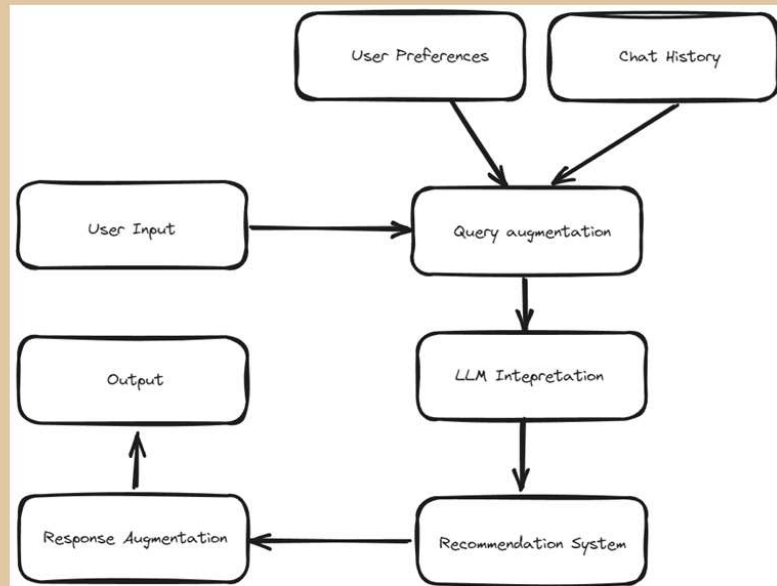 User Preferences
Chat History
User Input
Query augmentation
Output
LLM Intepretation
Response Augmentation
Recommendation System